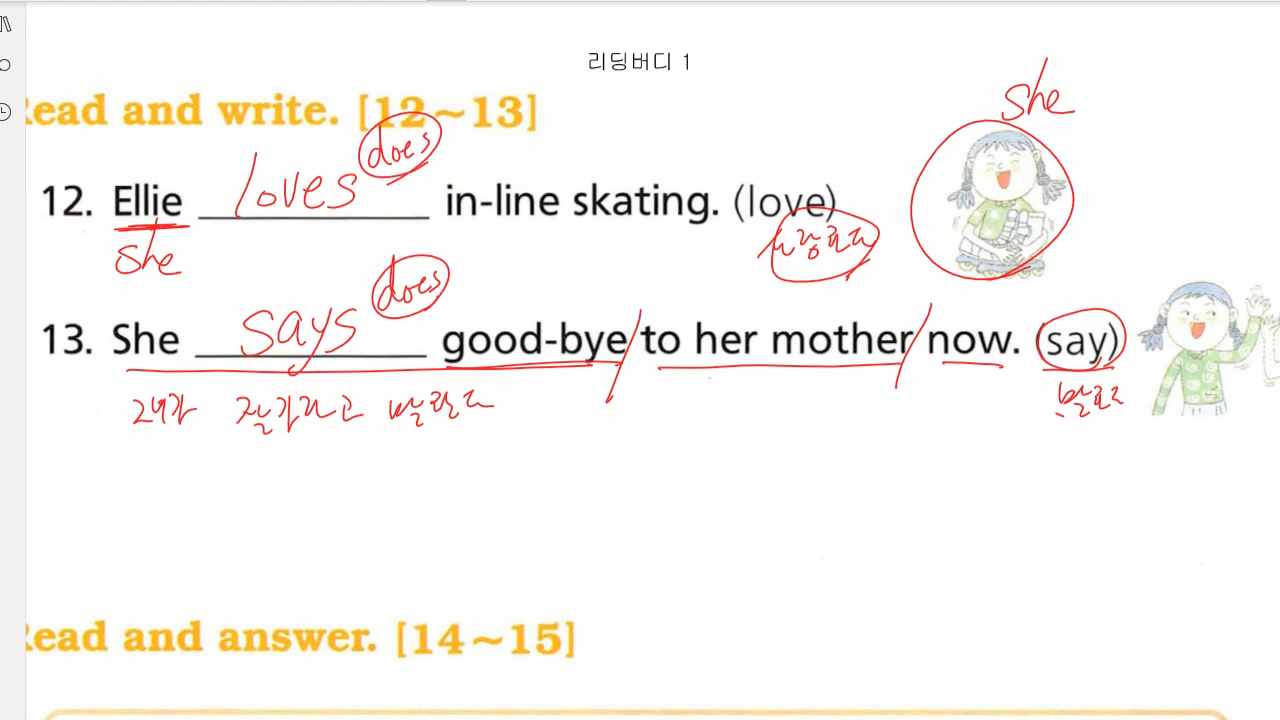 리딩버디 1
she
Read and write. [12~13]
does
12. Ellie loves in-line skating. (love)
she
사랑하다
does
13. She says good-bye to her mother now. (say)
그녀가 잘가라고 말한다
말하다
Read and answer. [14~15]